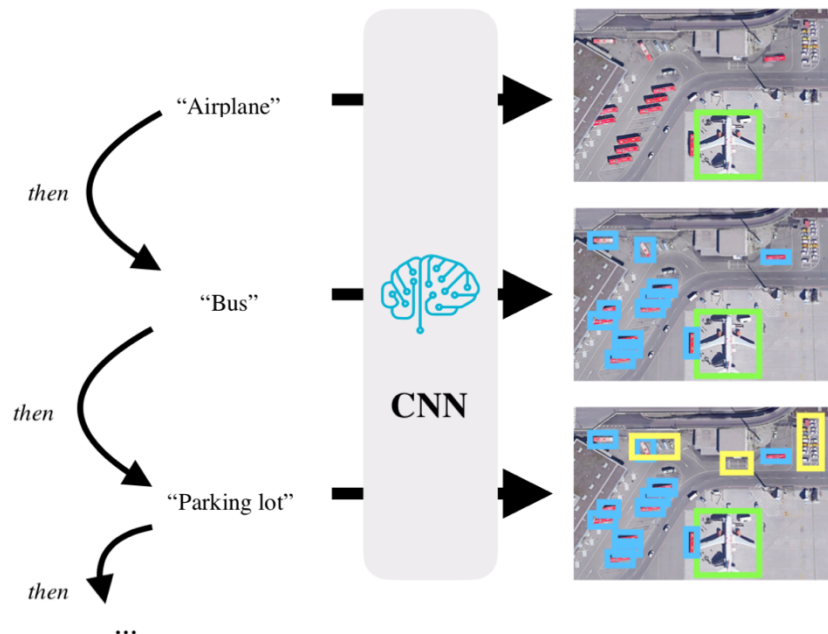 “Airplane”
then
“Bus”
CNN
then
“Parking lot”
then
...